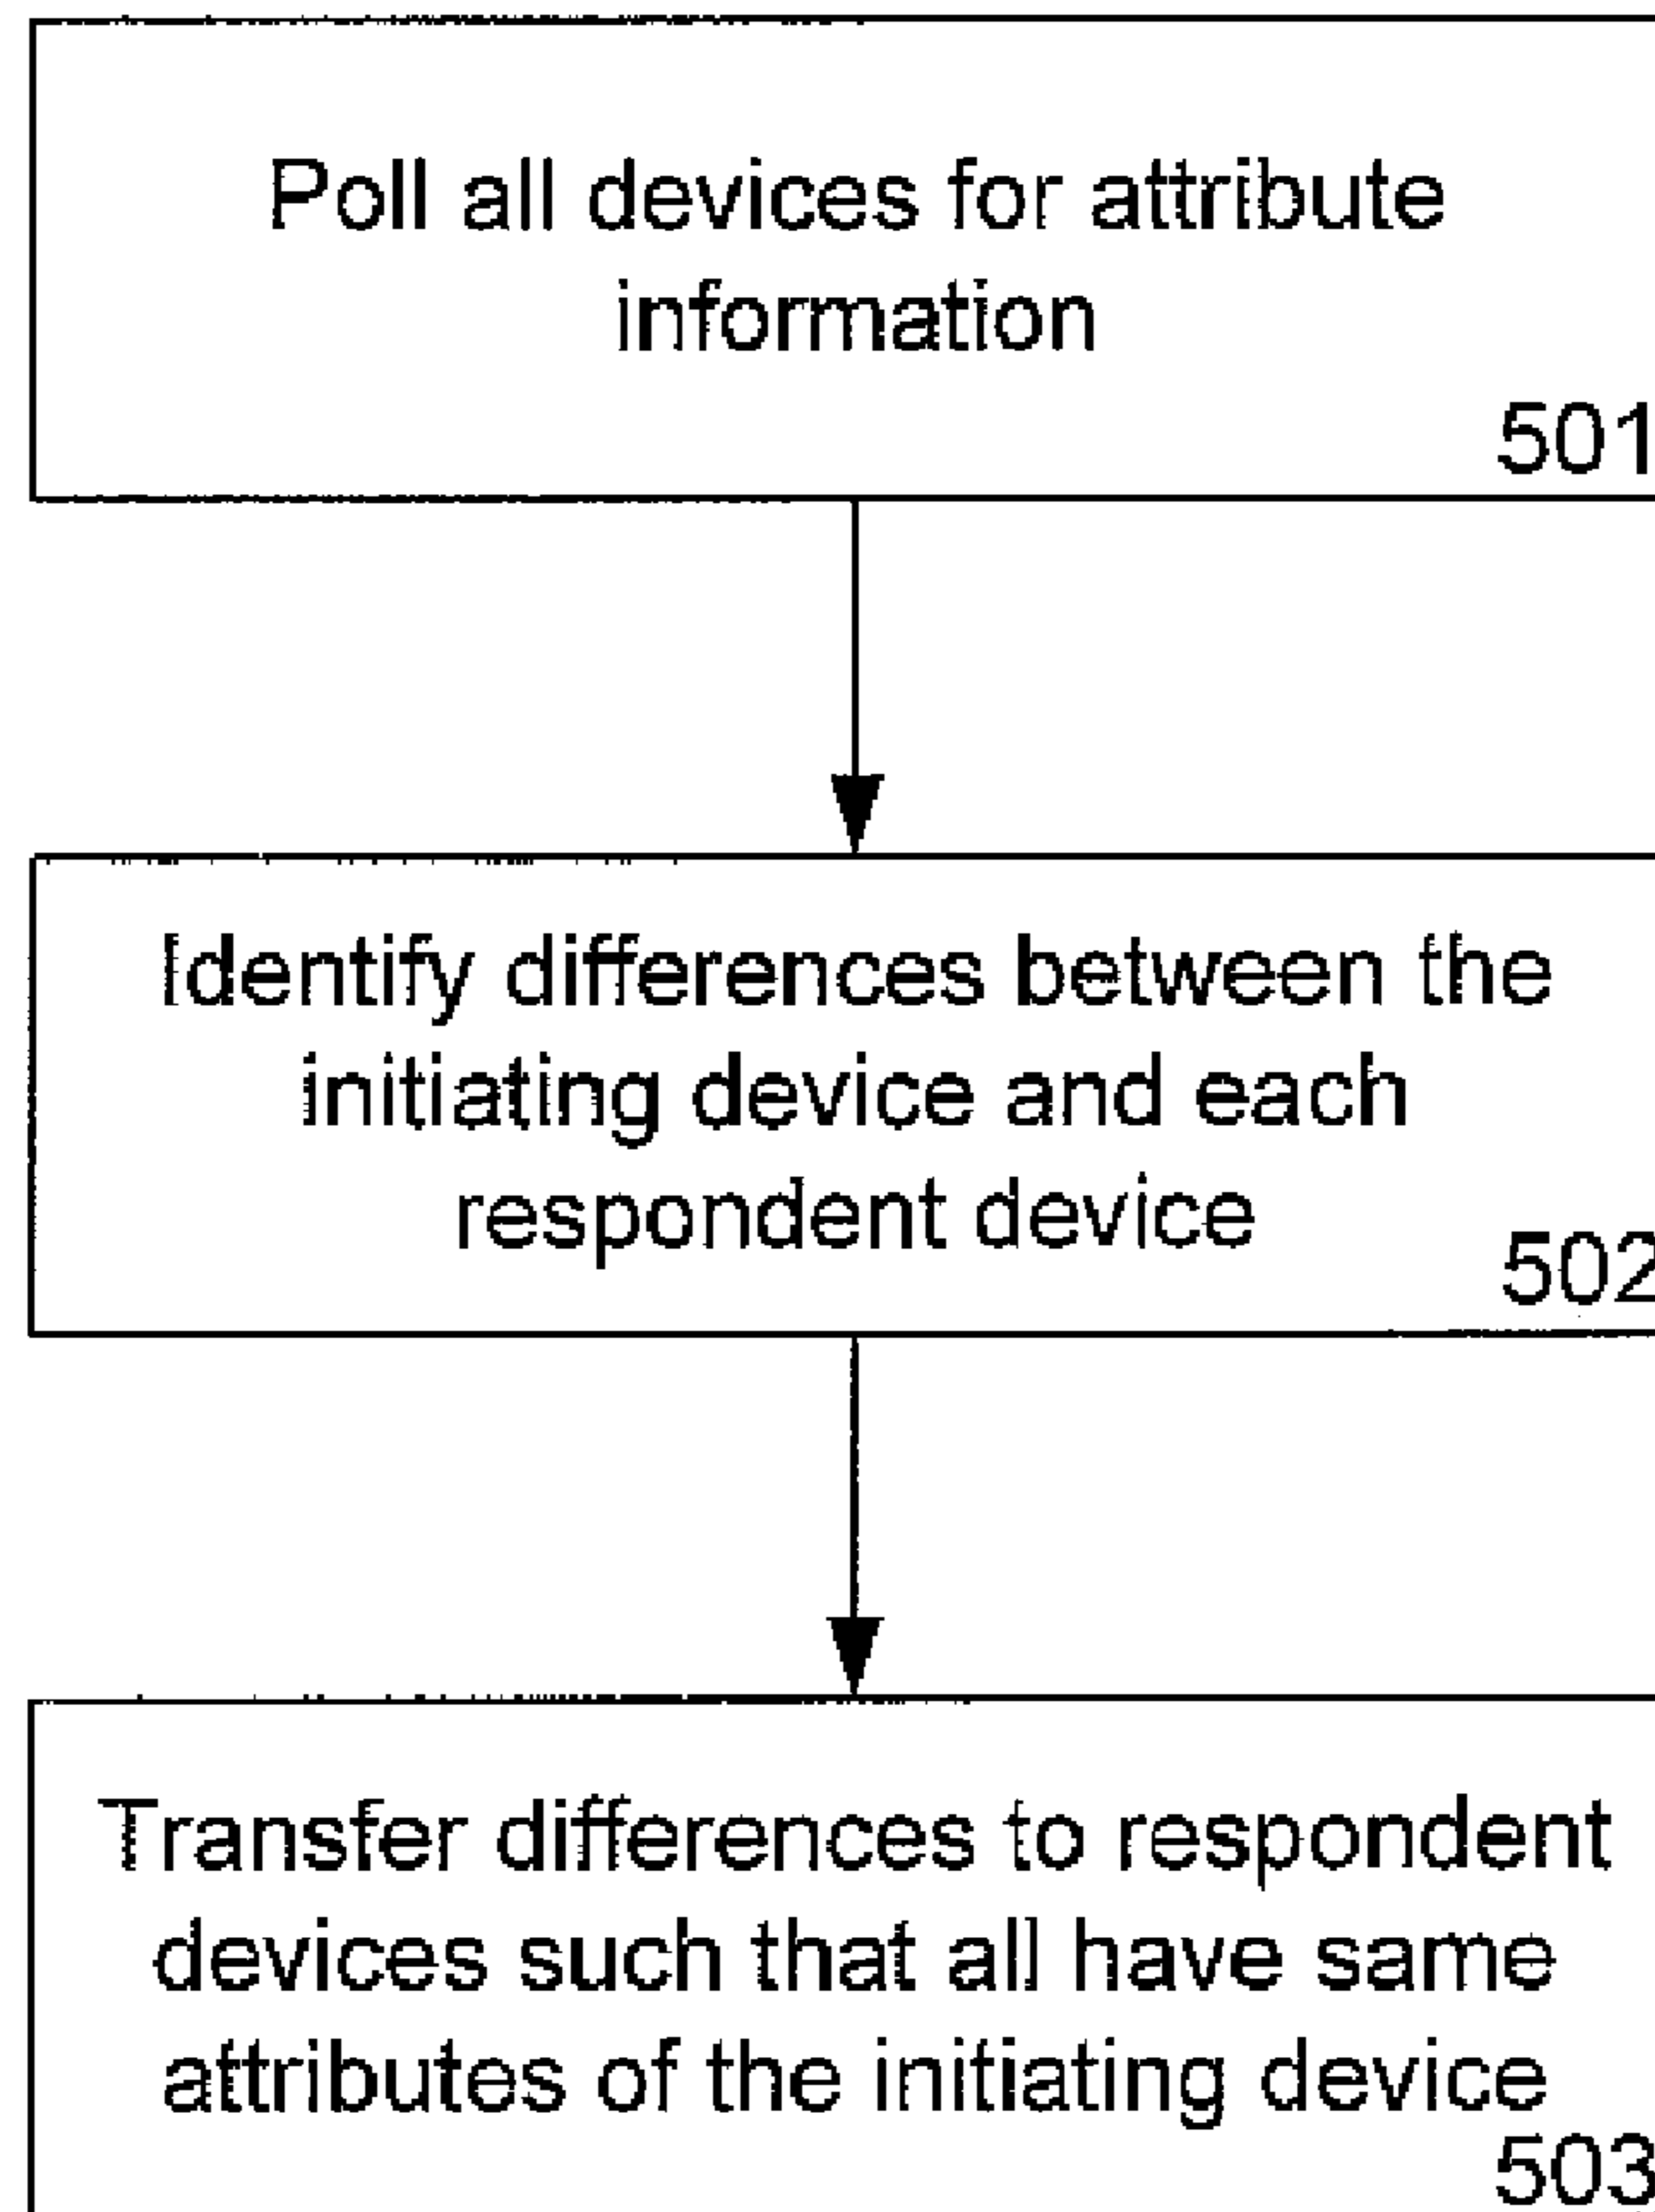 Poll all devices for attribute
information
501
Identify differences between the
initiating device and each
respondent device
502
Transfer differences to respondent
devices such that all have same
attributes of the initiating device
503